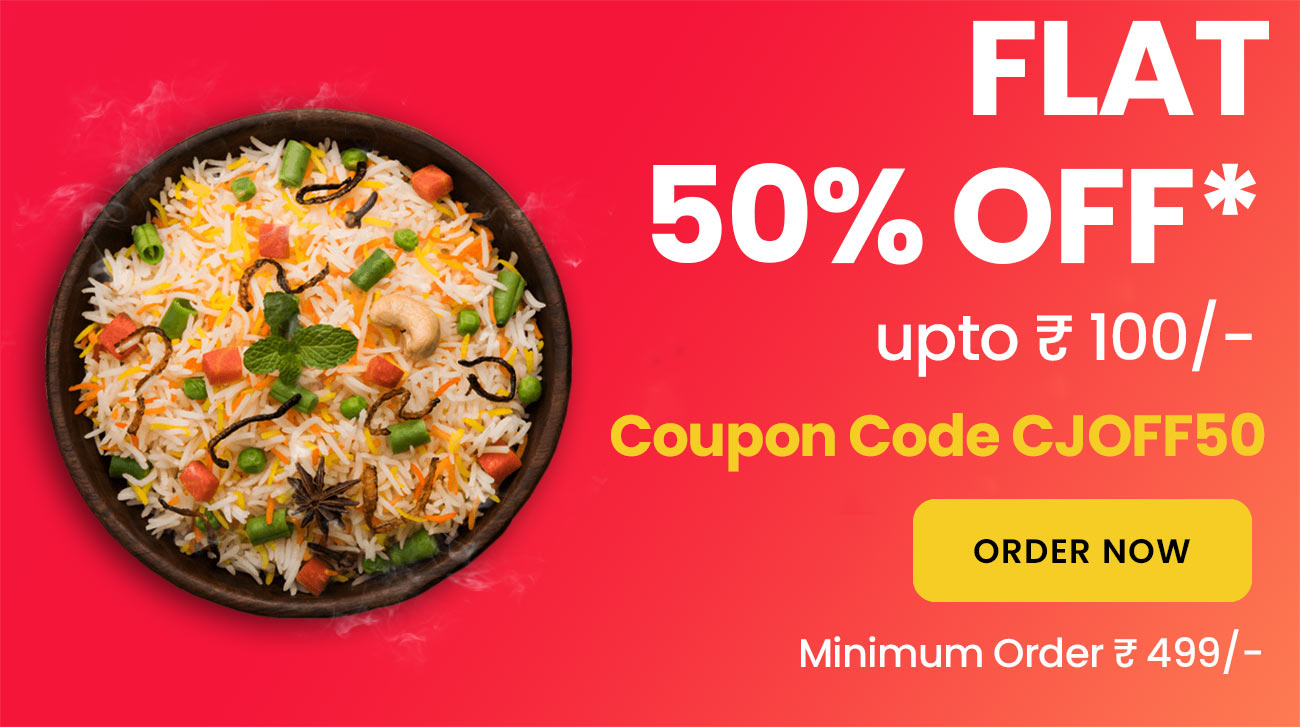 FLAT
50% OFF*
upto ₹ 100/-
Coupon Code CJOFF50
ORDER NOW
Minimum Order ₹ 499/-